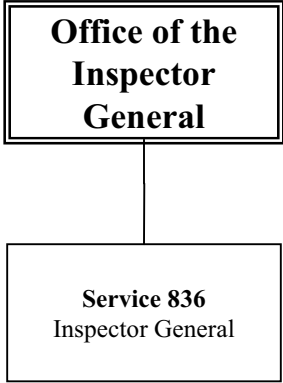 Office of the
Inspector
General
Service 836
Inspector General